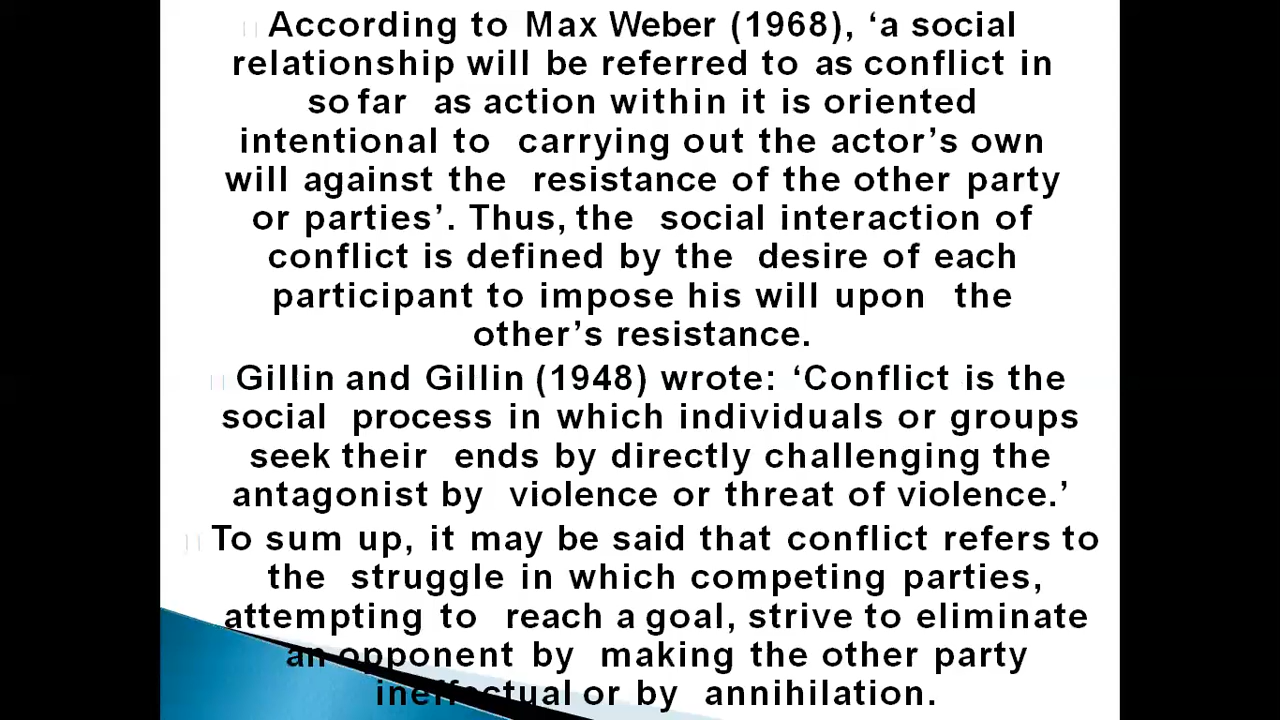 According to Max Weber (1968), ‘a social
relationship will be referred to as conflict in
so far as action within it is oriented
intentional to carrying out the actor’s own
will against the resistance of the other party
or parties’. Thus, the social interaction of
conflict is defined by the desire of each
participant to impose his will upon the
other’s resistance.
Gillin and Gillin (1948) wrote: ‘Conflict is the
social process in which individuals or groups
seek their ends by directly challenging the
antagonist by violence or threat of violence.’
To sum up, it may be said that conflict refers to
the struggle in which competing parties,
attempting to reach a goal, strive to eliminate
an opponent by making the other party
ineffectual or by annihilation.